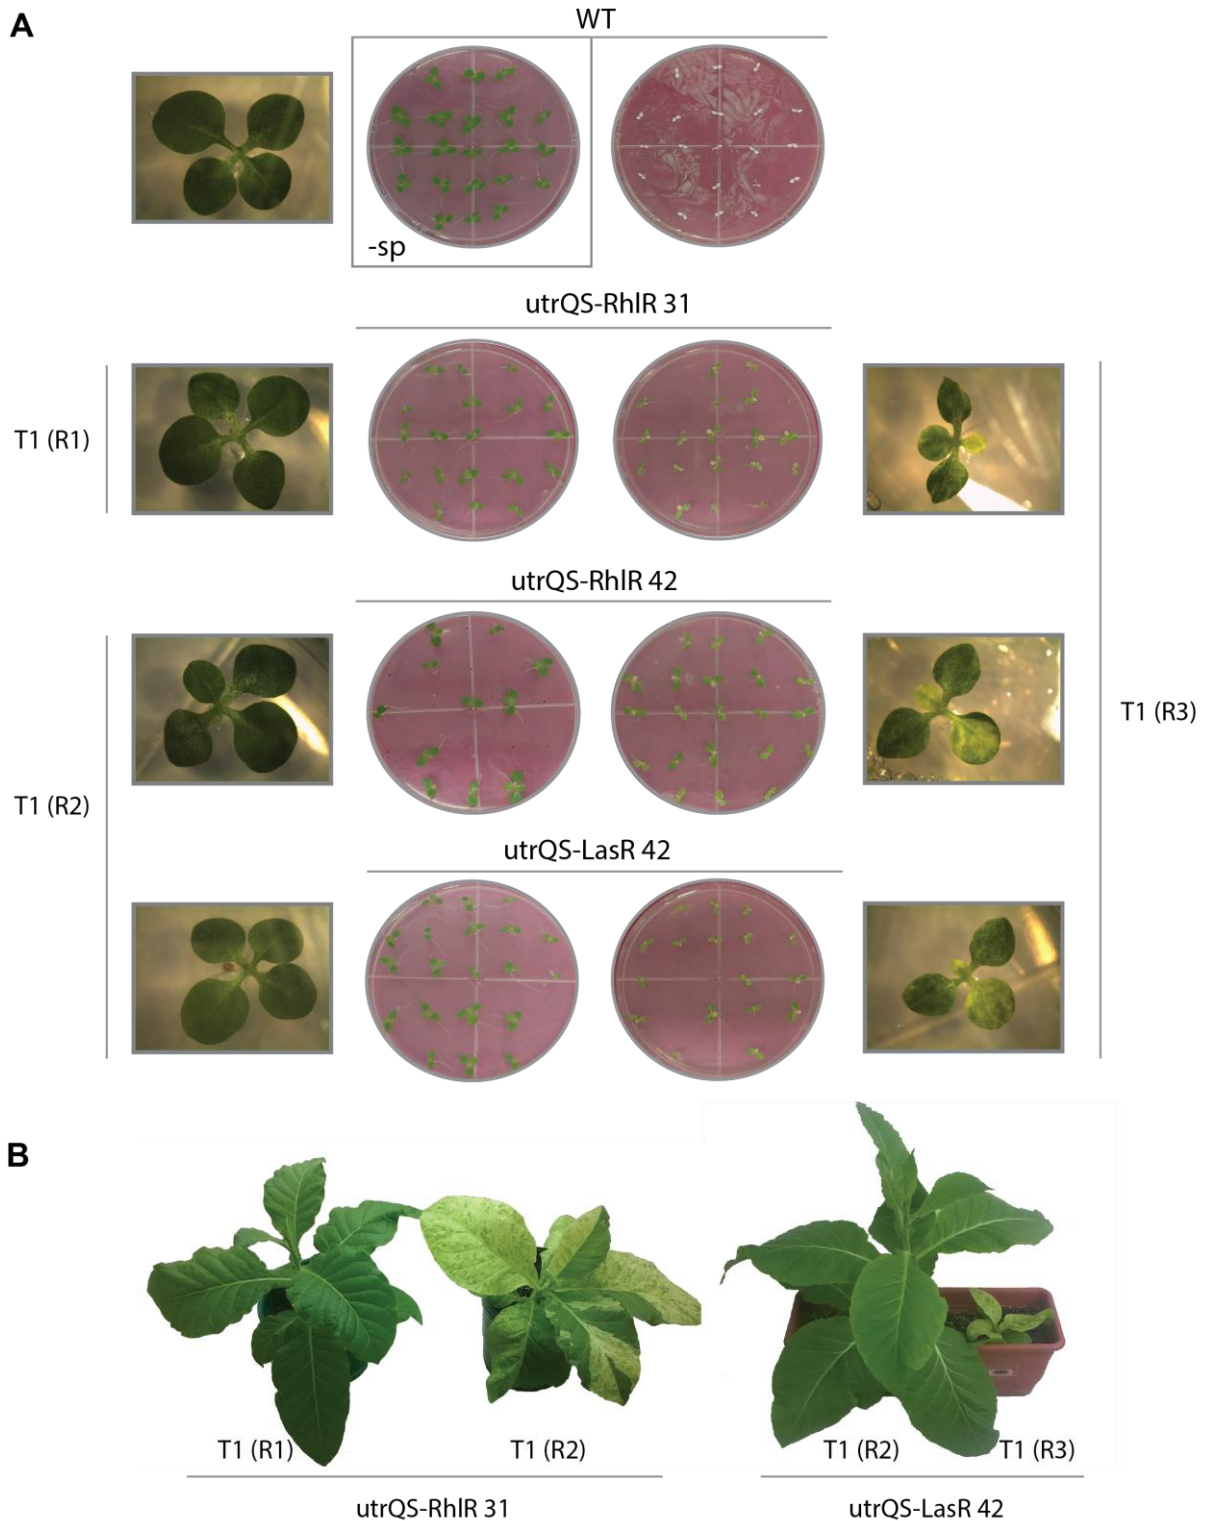 A
WT
-sp
utrQS-RhlR 31
T1 (R1)
utrQS-RhlR 42
T1 (R3)
T1 (R2)
utrQS-LasR 42
B
T1 (R1)
T1 (R2)
T1 (R2)
T1 (R3)
utrQS-RhlR 31
utrQS-LasR 42